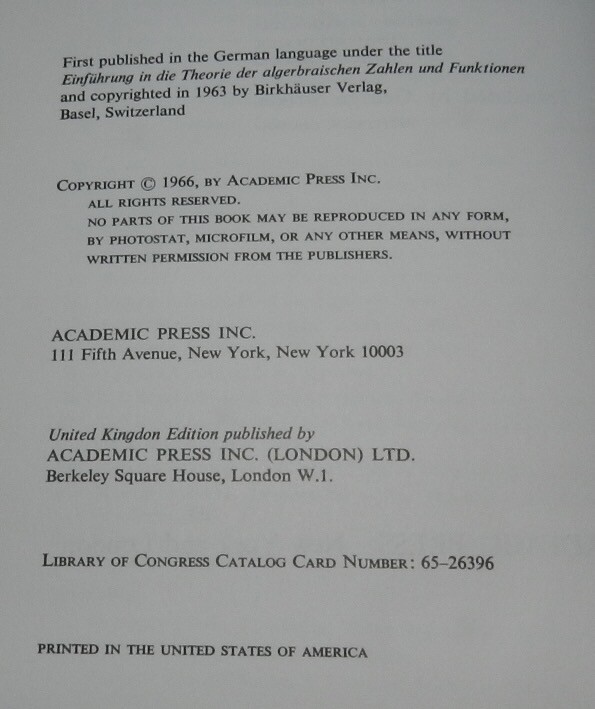 First published in the German language under the title
Einführung in die Theorie der algerbraischen Zahlen und Funktionen
and copyrighted in 1963 by Birkhäuser Verlag,
Basel, Switzerland
COPYRIGHT © 1966, BY ACADEMIC PRESS INC.
ALL RIGHTS RESERVED.
NO PARTS OF THIS BOOK MAY BE REPRODUCED IN ANY FORM,
BY PHOTOSTAT, MICROFILM, OR ANY OTHER MEANS, WITHOUT
WRITTEN PERMISSION FROM THE PUBLISHERS.
ACADEMIC PRESS INC.
111 Fifth Avenue, New York, New York 10003
United Kingdon Edition published by
ACADEMIC PRESS INC. (LONDON) LTD.
Berkeley Square House, London W.1.
LIBRARY OF CONGRESS CATALOG CARD NUMBER: 65–26396
PRINTED IN THE UNITED STATES OF AMERICA